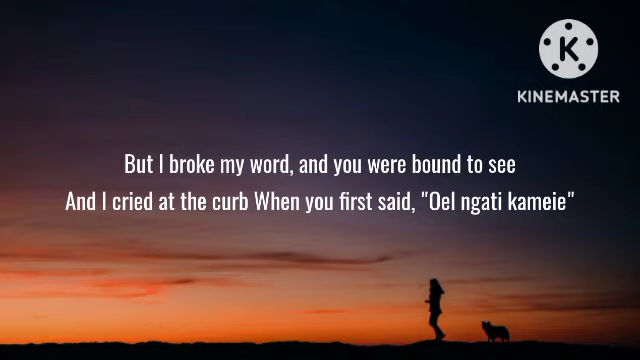 KINEMASTER
But I broke my word, and you were bound to see
And I cried at the curb When you first said, "Oel ngati kameie"